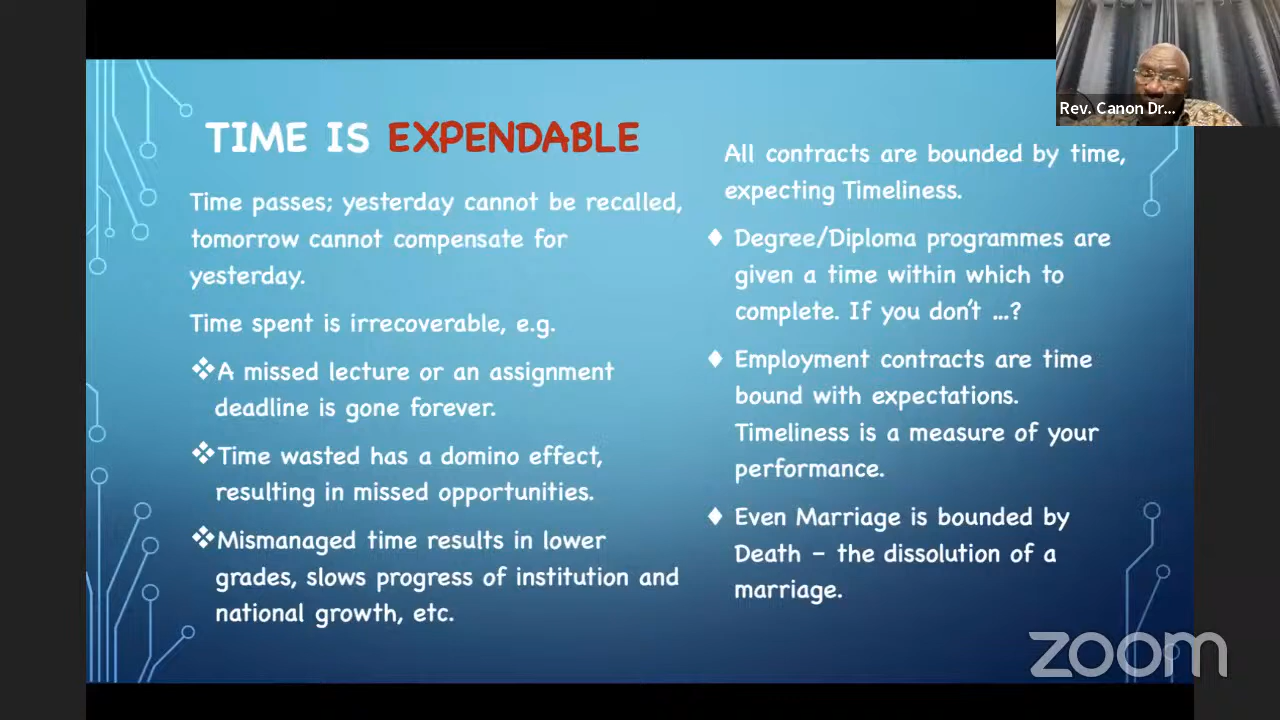 TIME IS EXPENDABLE
Time passes; yesterday cannot be recalled,
tomorrow cannot compensate for
yesterday.
Time spent is irrecoverable, e.g.
❖A missed lecture or an assignment
deadline is gone forever.
❖Time wasted has a domino effect,
resulting in missed opportunities.
❖Mismanaged time results in lower
grades, slows progress of institution and
national growth, etc.
All contracts are bounded by time,
expecting Timeliness.
♦ Degree/Diploma programmes are
given a time within which to
complete. If you don’t …?
♦ Employment contracts are time
bound with expectations.
Timeliness is a measure of your
performance.
♦ Even Marriage is bounded by
Death – the dissolution of a
marriage.
Rev. Canon Dr...
zoom